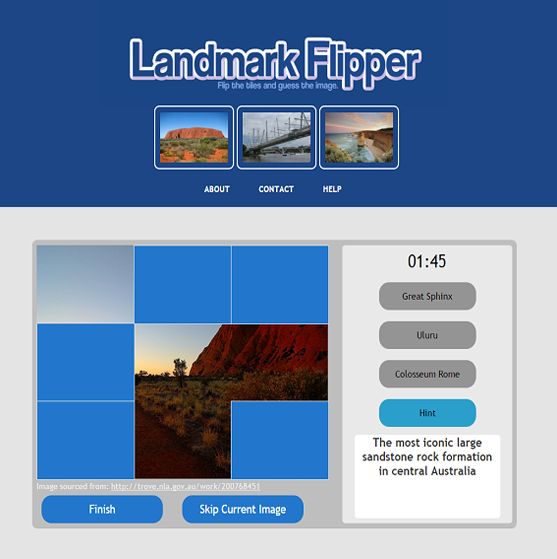 Landmark Flipper
Flip the tiles and guess the image.
ABOUT CONTACT HELP
01:45
Great Sphinx
Uluru
Colosseum Rome
Hint
The most iconic large
sandstone rock formation
in central Australia
Image sourced from: http://trove.nla.gov.au/work/200768451
Finish Skip Current Image